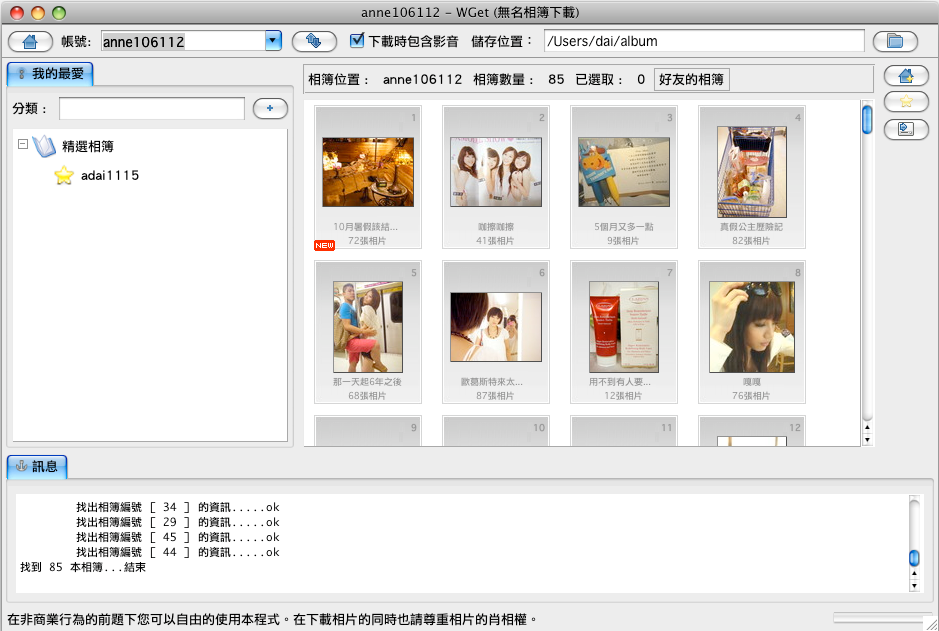 anne106112 – WGet (無名相簿下載)
帳號: anne106112 下載時包含影音 儲存位置： /Users/dai/album
我的最愛
分類：
+
精選相簿
adai1115
相簿位置： anne106112 相簿數量： 85 已選取： 0 好友的相簿
1
10月暑假該結...
72張相片
NEW
2
咖擦咖擦
41張相片
3
5個月又多一點
9張相片
4
真假公主歷險記
82張相片
5
那一天起6年之後
68張相片
6
歐葛斯特來太...
87張相片
7
用不到有人要...
12張相片
8
嘎嘎
76張相片
9
10
11
12
訊息
找出相簿編號 [ 34 ] 的資訊.....ok
找出相簿編號 [ 29 ] 的資訊.....ok
找出相簿編號 [ 45 ] 的資訊.....ok
找出相簿編號 [ 44 ] 的資訊.....ok
找到 85 本相簿...結束
在非商業行為的前題下您可以自由的使用本程式。在下載相片的同時也請尊重相片的肖相權。